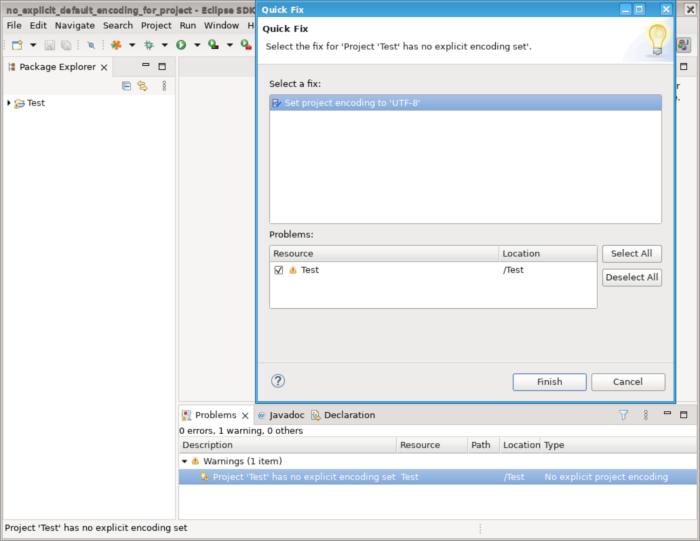 no_explicit_default_encoding_for_project - Eclipse SDK
Quick Fix
File Edit Navigate Search Project Run Window H
Quick Fix
Select the fix for 'Project 'Test' has no explicit encoding set'.
Package Explorer
Test
Select a fix:
Set project encoding to 'UTF-8'
Problems:
Resource Location
Test /Test
Select All
Deselect All
Finish Cancel
Problems Javadoc Declaration
0 errors, 1 warning, 0 others
Description Resource Path Location Type
Warnings (1 item)
Project 'Test' has no explicit encoding set Test /Test No explicit project encoding
Project 'Test' has no explicit encoding set